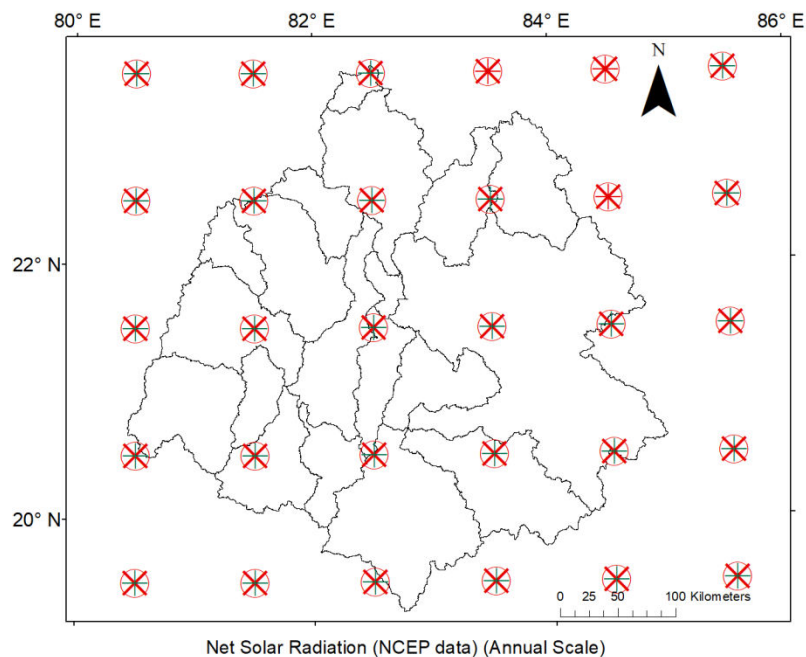 80° E 82° E 84° E 86° E
N
22° N
20° N
0 25 50 100 Kilometers
Net Solar Radiation (NCEP data) (Annual Scale)